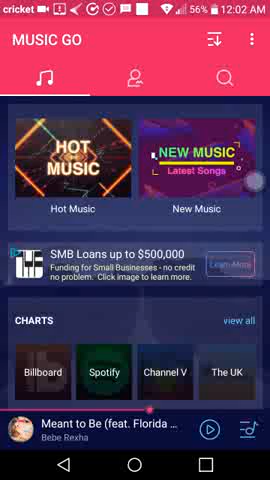 cricket 56% 12:02 AM
MUSIC GO
HOT
MUSIC
NEW MUSIC
Latest Songs
Hot Music
New Music
SMB Loans up to $500,000
Funding for Small Businesses - no credit
no problem. Click image to learn more.
Learn More
CHARTS
view all
Billboard
Spotify
Channel V
The UK
Meant to Be (feat. Florida ...
Bebe Rexha